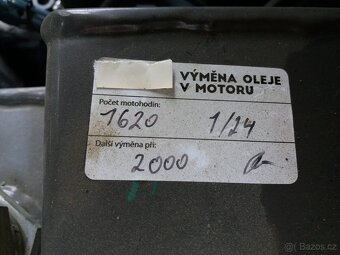 VÝMĚNA OLEJE
V MOTORU
Počet motohodin:
1620 1/24
Další výměna při:
2000
Bazos.cz